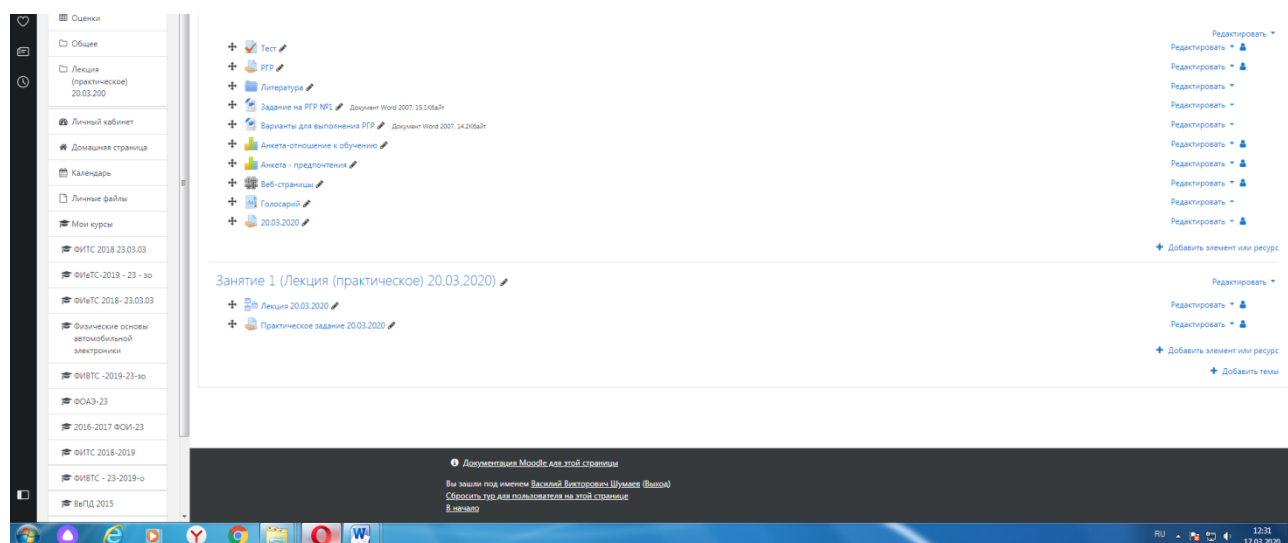 Оценки
Общее
Лекция
(практическое)
20.03.200
Личный кабинет
Домашняя страница
Календарь
Личные файлы
Мои курсы
ФИТС 2018 23.03.03
ФИвТС-2019 - 23 - зо
ФИвТС 2018- 23.03.03
Физические основы
автомобильной
электроники
ФИВТС -2019-23-зо
ФОАЭ-23
2016-2017 ФОИ-23
ФИТС 2018-2019
ФИВТС - 23-2019-о
ВеПД 2015
Редактировать
Тест Редактировать
РГР Редактировать
Литература Редактировать
Задание на РГР №1 Документ Word 2007, 15.1Кбайт Редактировать
Варианты для выполнения РГР Документ Word 2007, 14.2Кбайт Редактировать
Анкета-отношение к обучению Редактировать
Анкета - предпочтения Редактировать
Веб-страницы Редактировать
Голосарий Редактировать
20.03.2020 Редактировать
+ Добавить элемент или ресурс
Занятие 1 (Лекция (практическое) 20,03,2020) Редактировать
Лекция 20.03.2020 Редактировать
Практическое задание 20.03.2020 Редактировать
+ Добавить элемент или ресурс
+ Добавить темы
Документация Moodle для этой страницы
Вы зашли под именем Василий Викторович Шумаев (Выход)
Сбросить тур для пользователя на этой странице
В начало
RU 12:31
17.03.2020